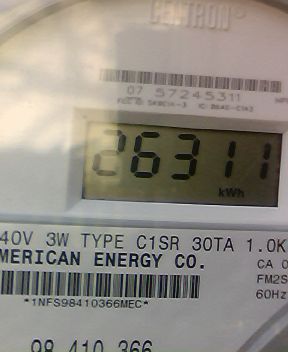 CENTRON®
07 57245311
26311
kWh
40V 3W TYPE C1SR 30TA 1.0K
MERICAN ENERGY CO.
CA 0
FM2S
60Hz
*1NFS98410366MEC*
98 410 366